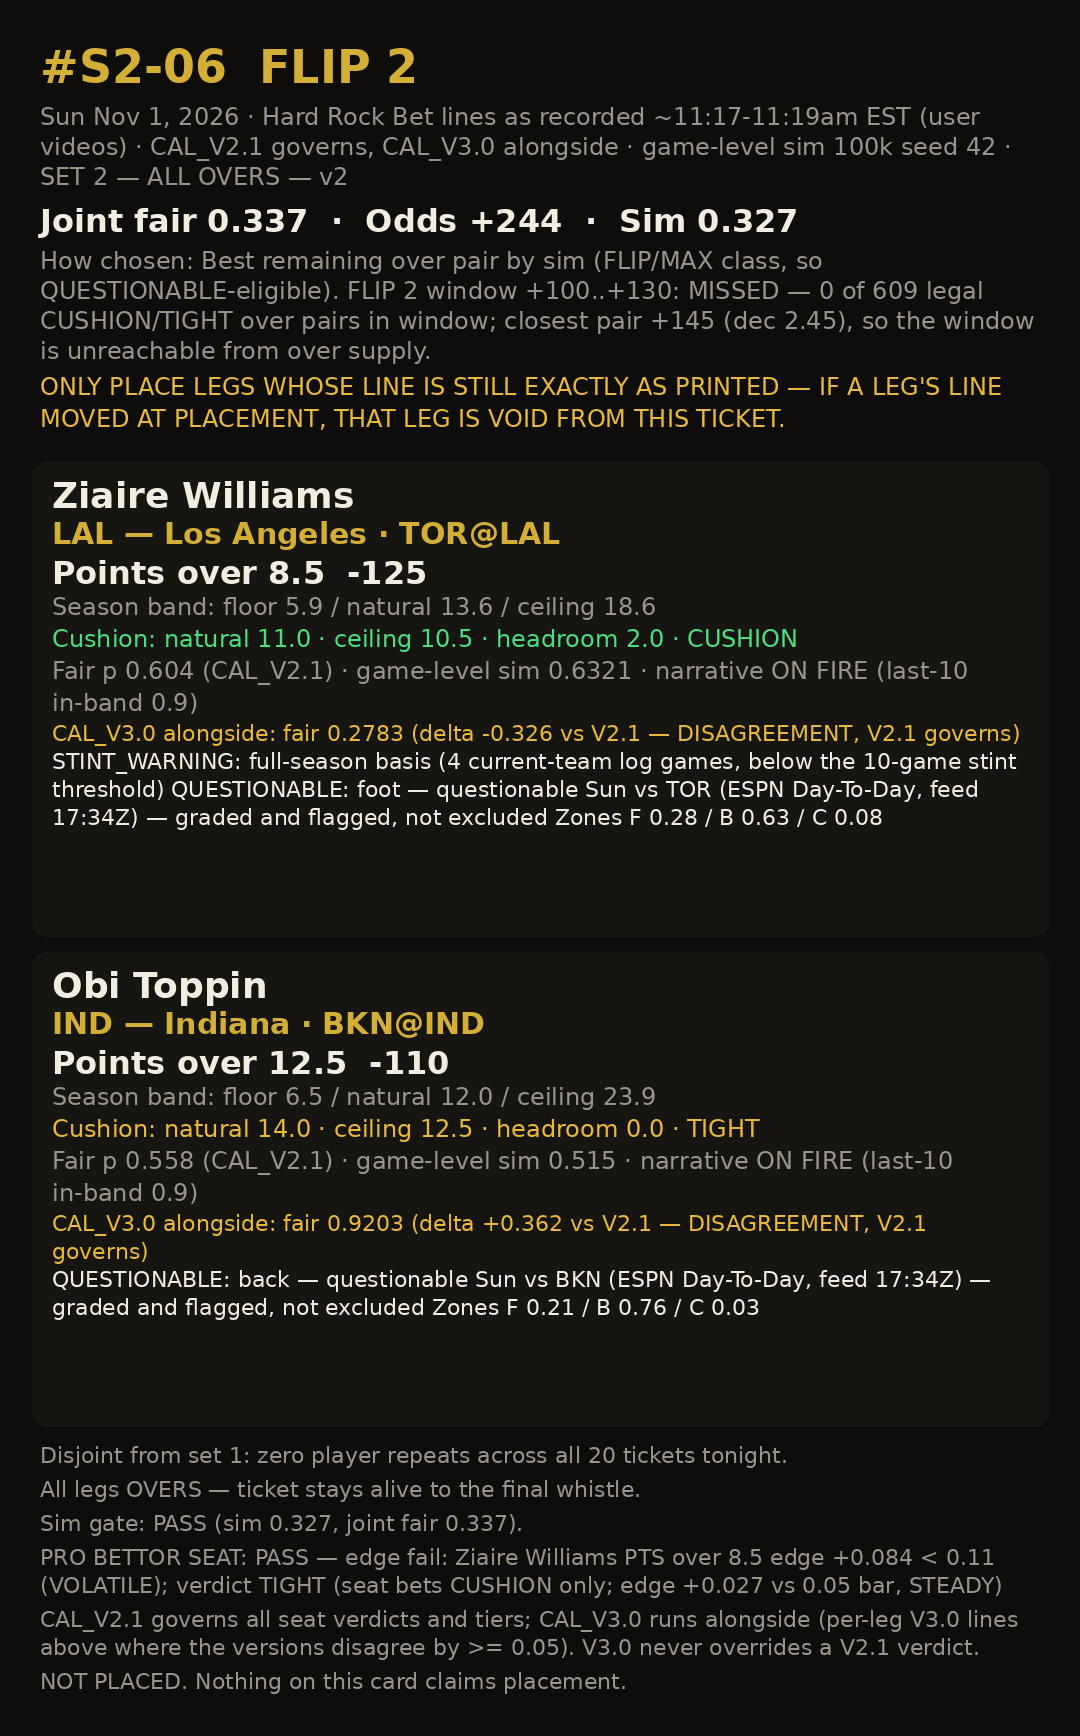 #S2-06  FLIP 2
Sun Nov 1, 2026 · Hard Rock Bet lines as recorded ~11:17-11:19am EST (user
videos) · CAL_V2.1 governs, CAL_V3.0 alongside · game-level sim 100k seed 42 ·
SET 2 — ALL OVERS — v2
Joint fair 0.337  ·  Odds +244  ·  Sim 0.327
How chosen: Best remaining over pair by sim (FLIP/MAX class, so
QUESTIONABLE-eligible). FLIP 2 window +100..+130: MISSED — 0 of 609 legal
CUSHION/TIGHT over pairs in window; closest pair +145 (dec 2.45), so the window
is unreachable from over supply.
ONLY PLACE LEGS WHOSE LINE IS STILL EXACTLY AS PRINTED — IF A LEG'S LINE
MOVED AT PLACEMENT, THAT LEG IS VOID FROM THIS TICKET.
Ziaire Williams
LAL — Los Angeles · TOR@LAL
Points over 8.5  -125
Season band: floor 5.9 / natural 13.6 / ceiling 18.6
Cushion: natural 11.0 · ceiling 10.5 · headroom 2.0 · CUSHION
Fair p 0.604 (CAL_V2.1) · game-level sim 0.6321 · narrative ON FIRE (last-10
in-band 0.9)
CAL_V3.0 alongside: fair 0.2783 (delta -0.326 vs V2.1 — DISAGREEMENT, V2.1 governs)
STINT_WARNING: full-season basis (4 current-team log games, below the 10-game stint
threshold) QUESTIONABLE: foot — questionable Sun vs TOR (ESPN Day-To-Day, feed
17:34Z) — graded and flagged, not excluded Zones F 0.28 / B 0.63 / C 0.08
Obi Toppin
IND — Indiana · BKN@IND
Points over 12.5  -110
Season band: floor 6.5 / natural 12.0 / ceiling 23.9
Cushion: natural 14.0 · ceiling 12.5 · headroom 0.0 · TIGHT
Fair p 0.558 (CAL_V2.1) · game-level sim 0.515 · narrative ON FIRE (last-10
in-band 0.9)
CAL_V3.0 alongside: fair 0.9203 (delta +0.362 vs V2.1 — DISAGREEMENT, V2.1
governs)
QUESTIONABLE: back — questionable Sun vs BKN (ESPN Day-To-Day, feed 17:34Z) —
graded and flagged, not excluded Zones F 0.21 / B 0.76 / C 0.03
Disjoint from set 1: zero player repeats across all 20 tickets tonight.
All legs OVERS — ticket stays alive to the final whistle.
Sim gate: PASS (sim 0.327, joint fair 0.337).
PRO BETTOR SEAT: PASS — edge fail: Ziaire Williams PTS over 8.5 edge +0.084 < 0.11
(VOLATILE); verdict TIGHT (seat bets CUSHION only; edge +0.027 vs 0.05 bar, STEADY)
CAL_V2.1 governs all seat verdicts and tiers; CAL_V3.0 runs alongside (per-leg V3.0 lines
above where the versions disagree by >= 0.05). V3.0 never overrides a V2.1 verdict.
NOT PLACED. Nothing on this card claims placement.